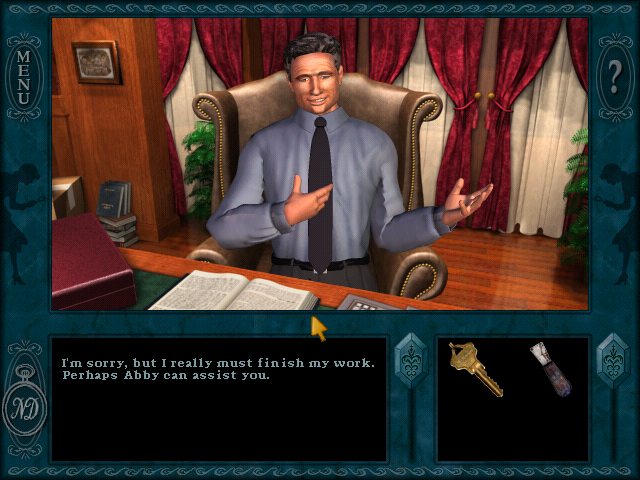 MENU
?
I'm sorry, but I really must finish my work.
Perhaps Abby can assist you.
ND